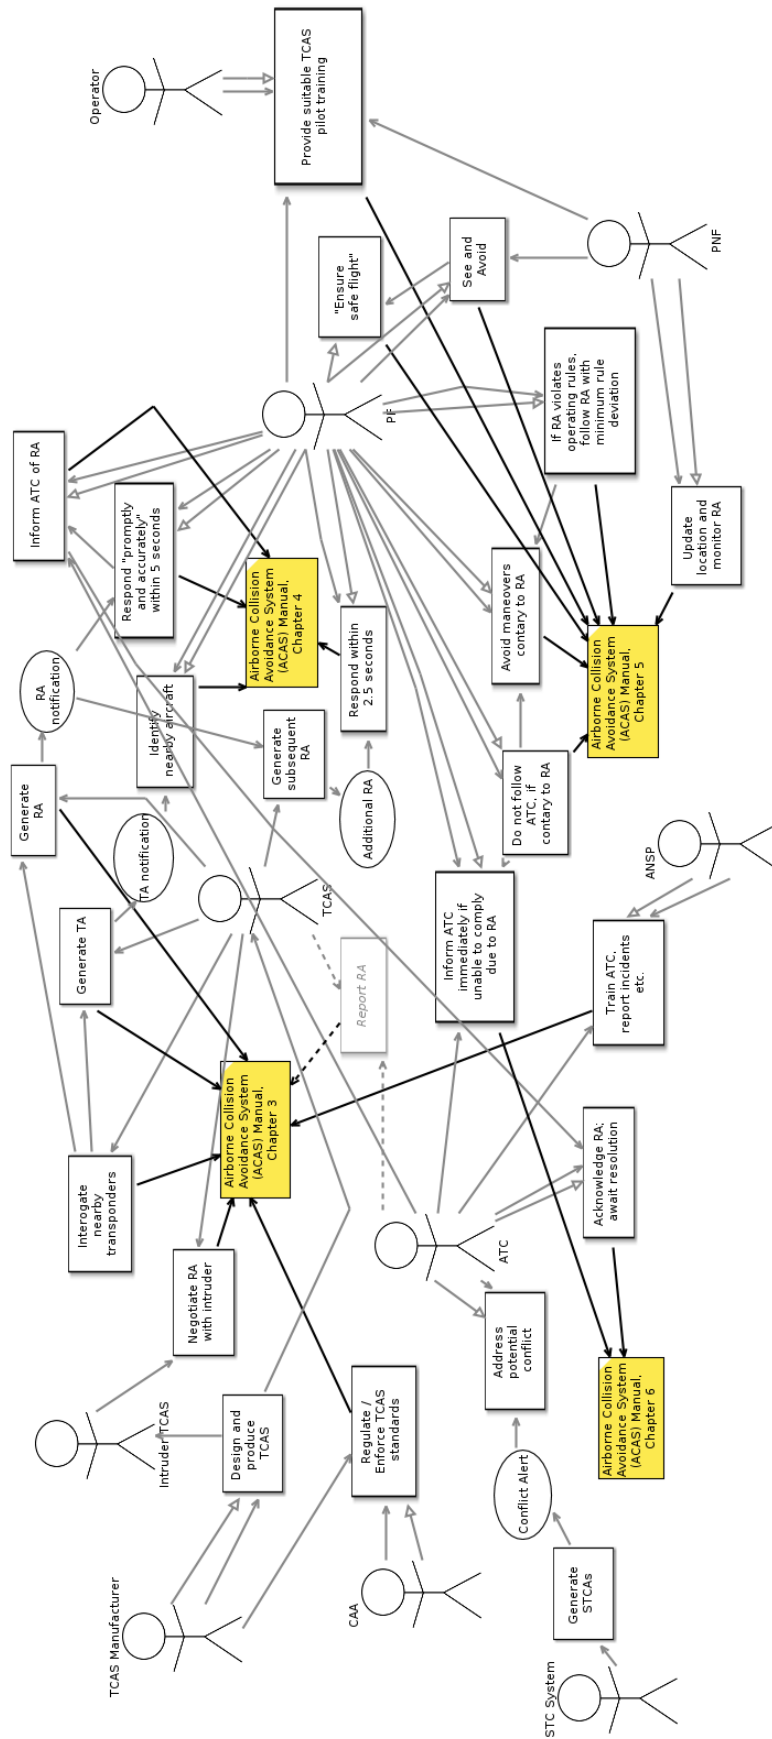 Operator
Provide suitable TCAS
pilot training
PNF
"Ensure
safe flight"
See and
Avoid
PF
If RA violates
operating rules,
follow RA with
minimum rule
deviation
Inform ATC of RA
Respond "promptly
and accurately"
within 5 seconds
Update
location and
monitor RA
Airborne Collision
Avoidance System
(ACAS) Manual,
Chapter 4
Avoid maneovers
contary to RA
Respond within
2.5 seconds
Airborne Collision
Avoidance System
(ACAS) Manual,
Chapter 5
RA
notification
Identify
nearby aircraft
Generate
subsequent
RA
Generate
RA
Additional RA
Do not follow
ATC, if
contary to RA
TA notification
TCAS
ANSP
Generate TA
Inform ATC
immediately if
unable to comply
due to RA
Report RA
Train ATC,
report incidents
etc.
Airborne Collision
Avoidance System
(ACAS) Manual,
Chapter 3
Interogate
nearby
transponders
Acknowledge RA;
await resolution
ATC
Negotiate RA
with intruder
Address
potential
conflict
Intruder TCAS
Design and
produce
TCAS
Regulate /
Enforce TCAS
standards
Airborne Collision
Avoidance System
(ACAS) Manual,
Chapter 6
Conflict Alert
TCAS Manufacturer
CAA
Generate
STCAs
STC System